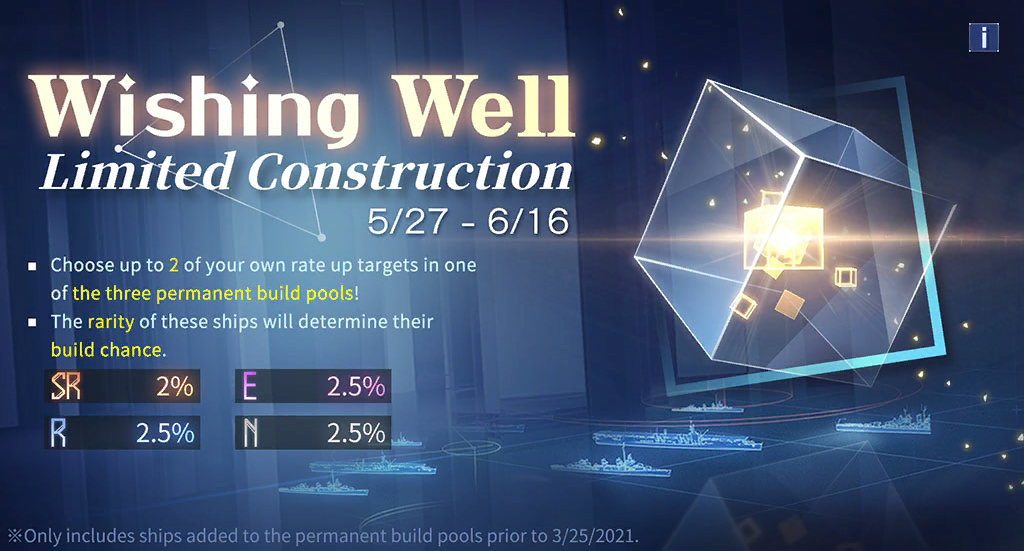 i
Wishing Well
Limited Construction
5/27 - 6/16
▪ Choose up to 2 of your own rate up targets in one
of the three permanent build pools!
▪ The rarity of these ships will determine their
build chance.
SR 2% E 2.5%
R 2.5% N 2.5%
※Only includes ships added to the permanent build pools prior to 3/25/2021.